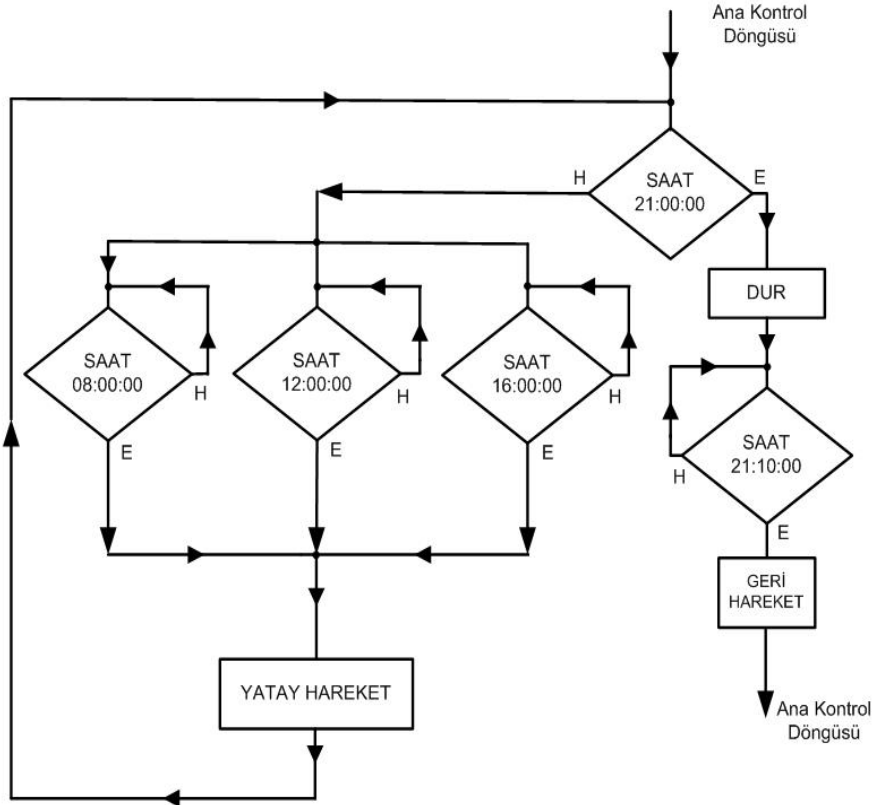 Ana Kontrol
Döngüsü
H
SAAT
21:00:00
E
DUR
SAAT
08:00:00
H
E
SAAT
12:00:00
H
E
SAAT
16:00:00
H
E
SAAT
21:10:00
H
E
GERİ
HAREKET
YATAY HAREKET
Ana Kontrol
Döngüsü